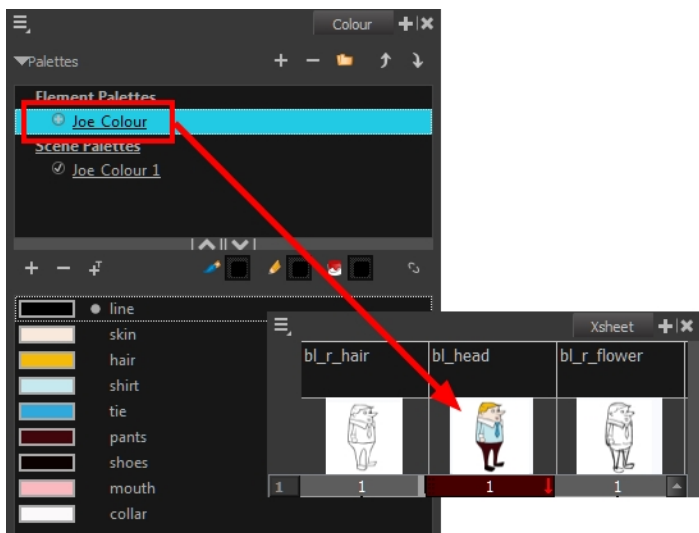 Colour
Palettes
Element Palettes
Joe Colour
Scene Palettes
Joe Colour 1
line
skin
hair
shirt
tie
pants
shoes
mouth
collar
Xsheet
bl_r_hair bl_head bl_r_flower
1 1 1 1